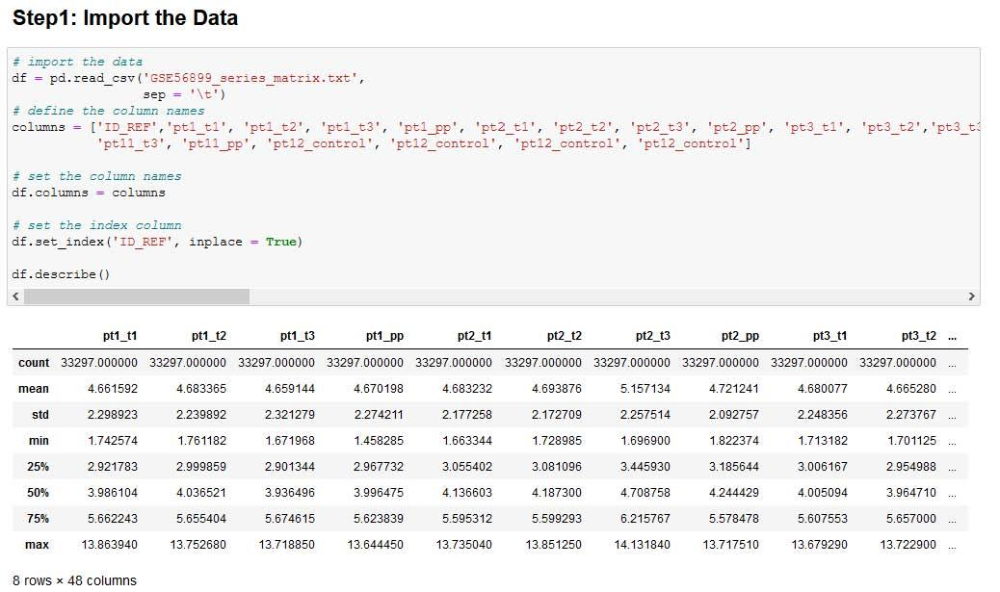 Step1: Import the Data
# import the data
df = pd.read_csv('GSE56899_series_matrix.txt',
sep = '\t')
# define the column names
columns = ['ID_REF','pt1_t1', 'pt1_t2', 'pt1_t3', 'pt1_pp', 'pt2_t1', 'pt2_t2', 'pt2_t3', 'pt2_pp', 'pt3_t1', 'pt3_t2','pt3_t3
'pt11_t3', 'pt11_pp', 'pt12_control', 'pt12_control', 'pt12_control', 'pt12_control']
# set the column names
df.columns = columns
# set the index column
df.set_index('ID_REF', inplace = True)
df.describe()
pt1_t1 pt1_t2 pt1_t3 pt1_pp pt2_t1 pt2_t2 pt2_t3 pt2_pp pt3_t1 pt3_t2 ...
count 33297.000000 33297.000000 33297.000000 33297.000000 33297.000000 33297.000000 33297.000000 33297.000000 33297.000000 33297.000000 ...
mean 4.661592 4.683365 4.659144 4.670198 4.683232 4.693876 5.157134 4.721241 4.680077 4.665280 ...
std 2.298923 2.239892 2.321279 2.274211 2.177258 2.172709 2.257514 2.092757 2.248356 2.273767 ...
min 1.742574 1.761182 1.671968 1.458285 1.663344 1.728985 1.696900 1.822374 1.713182 1.701125 ...
25% 2.921783 2.999859 2.901344 2.967732 3.055402 3.081096 3.445930 3.185644 3.006167 2.954988 ...
50% 3.986104 4.036521 3.936496 3.996475 4.136603 4.187300 4.708758 4.244429 4.005094 3.964710 ...
75% 5.662243 5.655404 5.674615 5.623839 5.595312 5.599293 6.215767 5.578478 5.607553 5.657000 ...
max 13.863940 13.752680 13.718850 13.644450 13.735040 13.851250 14.131840 13.717510 13.679290 13.722900 ...
8 rows × 48 columns